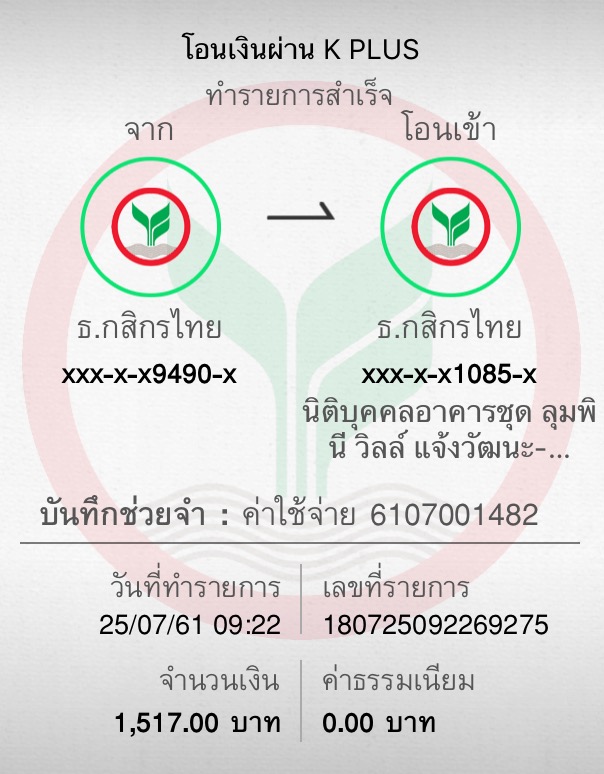 โอนเงินผ่าน K PLUS
ทำรายการสำเร็จ
จาก
โอนเข้า
ธ.กสิกรไทย
ธ.กสิกรไทย
xxx-x-x9490-x
xxx-x-x1085-x
นิติบุคคลอาคารชุด ลุมพิ
นี วิลล์ แจ้งวัฒนะ-...
บันทึกช่วยจำ : ค่าใช้จ่าย 6107001482
วันที่ทำรายการ
เลขที่รายการ
25/07/61 09:22
180725092269275
จำนวนเงิน
ค่าธรรมเนียม
1,517.00 บาท
0.00 บาท